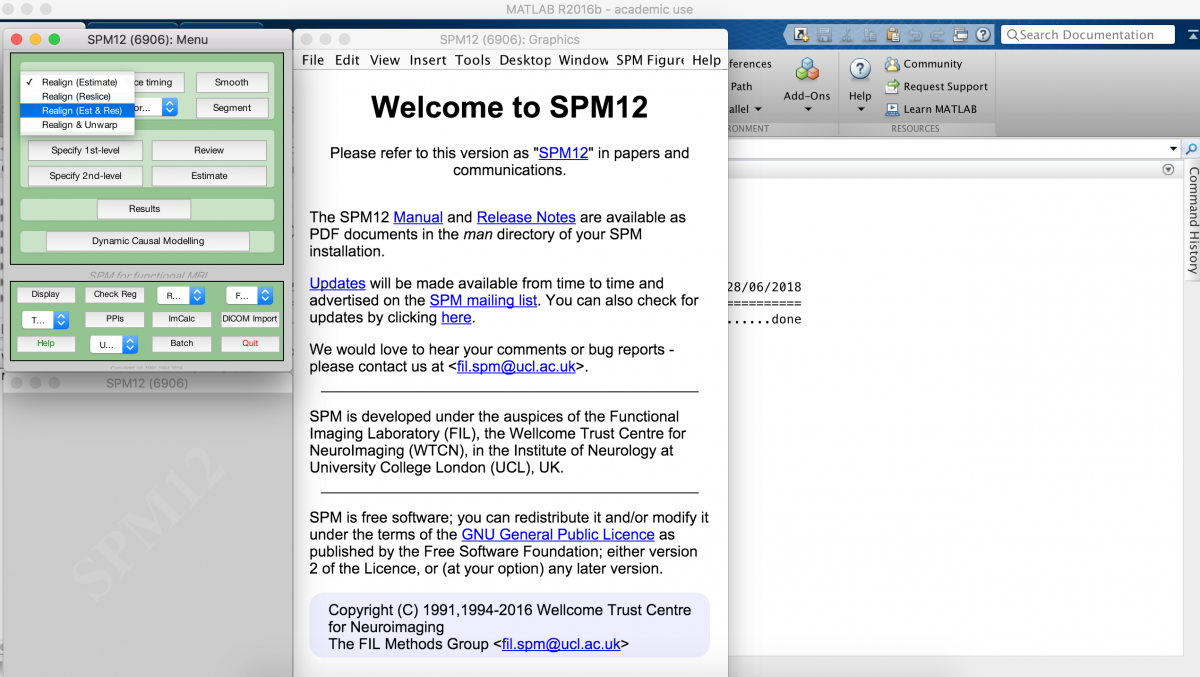 MATLAB R2016b - academic use
Search Documentation
SPM12 (6906): Menu
✓ Realign (Estimate)
Realign (Reslice)
Realign (Est & Res)
Realign & Unwarp
ce timing
Smooth
or...
Segment
Specify 1st-level
Review
Specify 2nd-level
Estimate
Results
Dynamic Causal Modelling
SPM for functional MRI
Display
Check Reg
R...
F...
T...
PPIs
ImCalc
DICOM Import
Help
U...
Batch
Quit
SPM12 (6906)
SPM12
SPM12 (6906): Graphics
File Edit View Insert Tools Desktop Window SPM Figure Help
Welcome to SPM12
Please refer to this version as "SPM12" in papers and
communications.
The SPM12 Manual and Release Notes are available as
PDF documents in the man directory of your SPM
installation.
Updates will be made available from time to time and
advertised on the SPM mailing list. You can also check for
updates by clicking here.
We would love to hear your comments or bug reports -
please contact us at <fil.spm@ucl.ac.uk>.
SPM is developed under the auspices of the Functional
Imaging Laboratory (FIL), the Wellcome Trust Centre for
NeuroImaging (WTCN), in the Institute of Neurology at
University College London (UCL), UK.
SPM is free software; you can redistribute it and/or modify it
under the terms of the GNU General Public Licence as
published by the Free Software Foundation; either version
2 of the Licence, or (at your option) any later version.
Copyright (C) 1991,1994-2016 Wellcome Trust Centre
for Neuroimaging
The FIL Methods Group <fil.spm@ucl.ac.uk>
ferences
Path
allel
RONMENT
Add-Ons
Help
Community
Request Support
Learn MATLAB
RESOURCES
Command History
28/06/2018
==========
......done